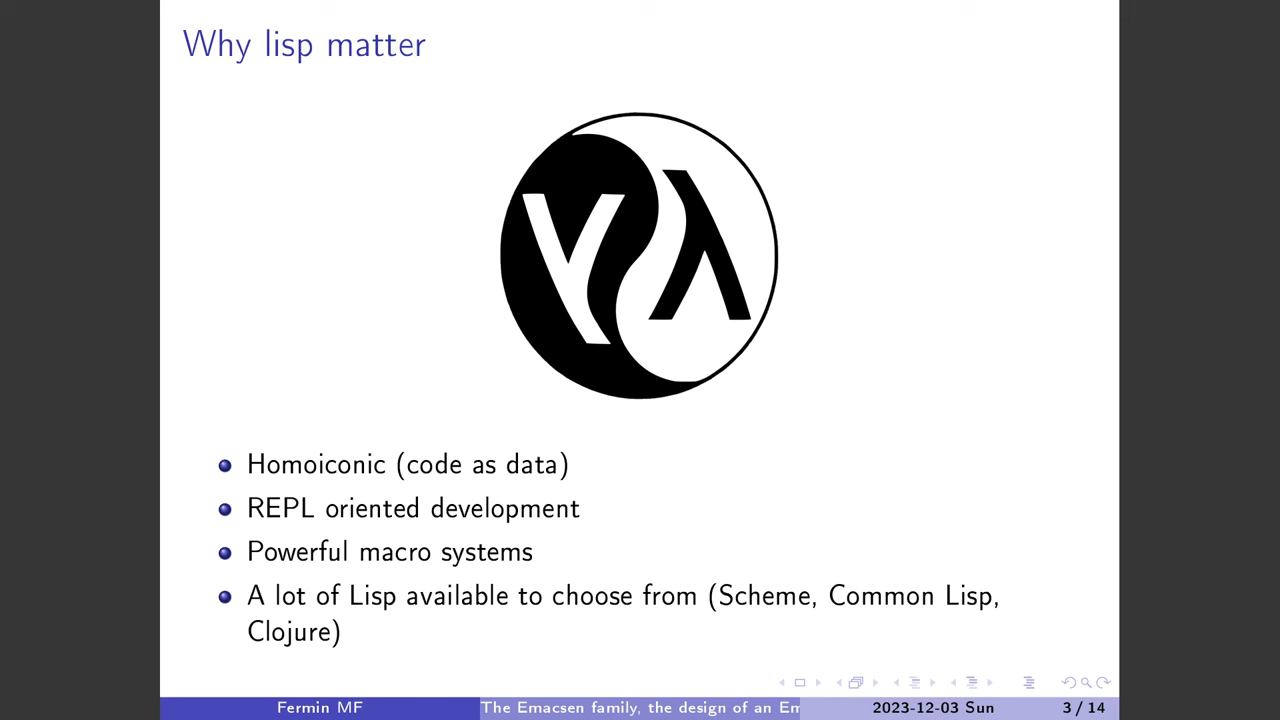 Why lisp matter
Homoiconic (code as data)
REPL oriented development
Powerful macro systems
A lot of Lisp available to choose from (Scheme, Common Lisp,
Clojure)
Fermin MF
The Emacsen family, the design of an Em
2023-12-03 Sun
3 / 14